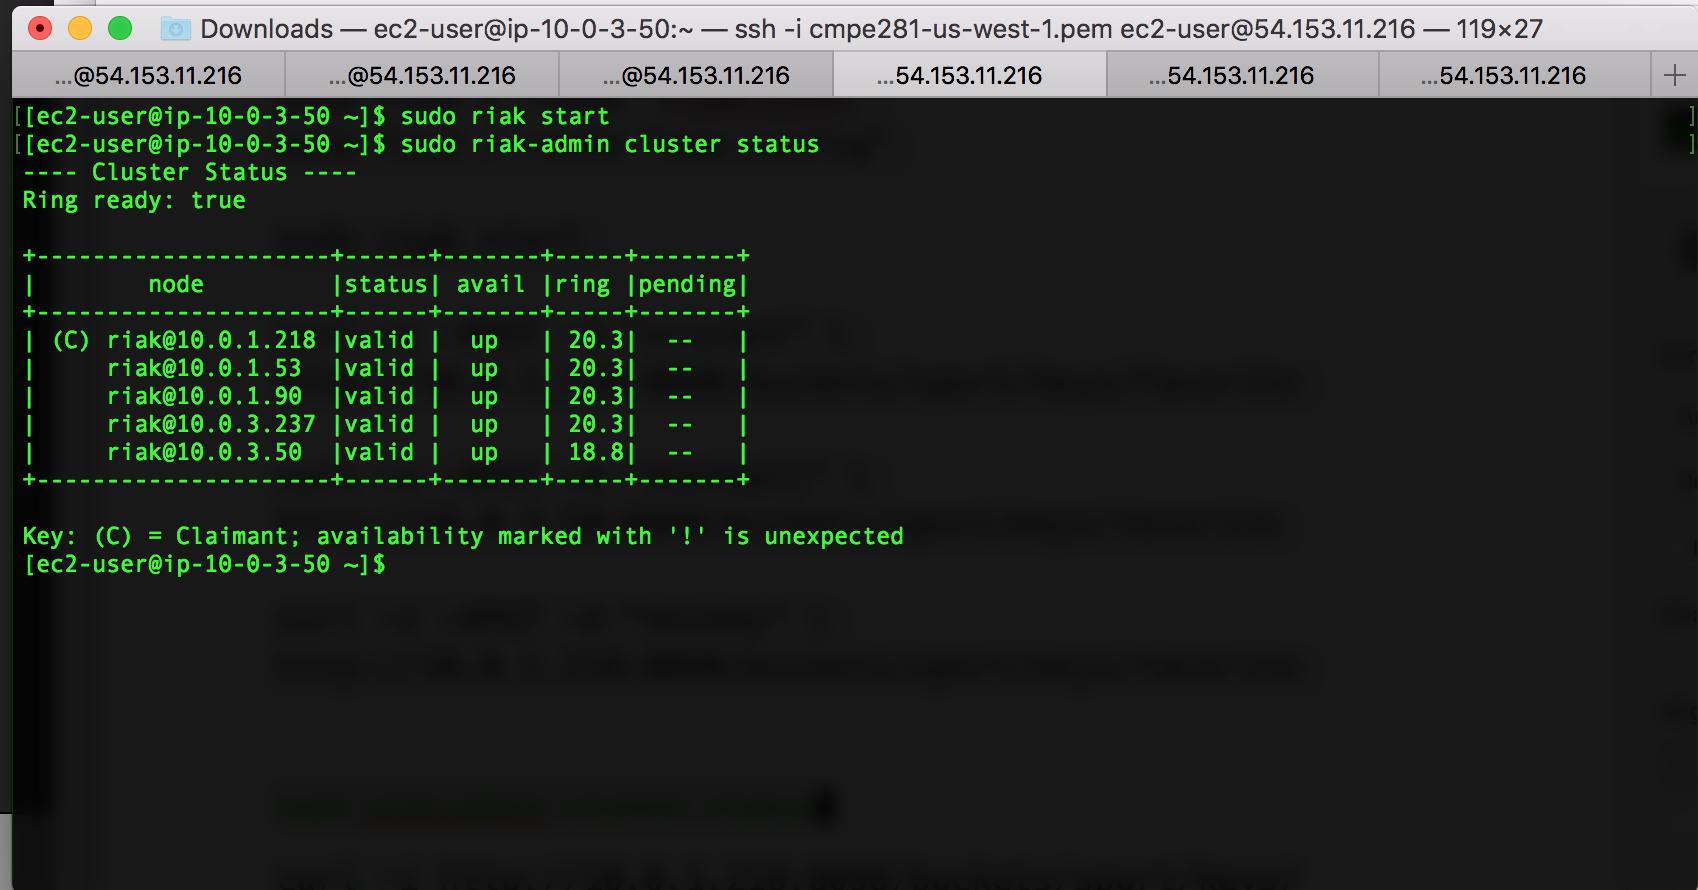 Downloads — ec2-user@ip-10-0-3-50:~ — ssh -i cmpe281-us-west-1.pem ec2-user@54.153.11.216 — 119×27
...@54.153.11.216 ...@54.153.11.216 ...@54.153.11.216 ...54.153.11.216 ...54.153.11.216 ...54.153.11.216 +
[[ec2-user@ip-10-0-3-50 ~]$ sudo riak start ]
[[ec2-user@ip-10-0-3-50 ~]$ sudo riak-admin cluster status ]
---- Cluster Status ----
Ring ready: true
+---------------------+------+-------+-----+-------+
|        node         |status| avail |ring |pending|
+---------------------+------+-------+-----+-------+
| (C) riak@10.0.1.218 |valid |  up   | 20.3|  --   |
|     riak@10.0.1.53  |valid |  up   | 20.3|  --   |
|     riak@10.0.1.90  |valid |  up   | 20.3|  --   |
|     riak@10.0.3.237 |valid |  up   | 20.3|  --   |
|     riak@10.0.3.50  |valid |  up   | 18.8|  --   |
+---------------------+------+-------+-----+-------+
Key: (C) = Claimant; availability marked with '!' is unexpected
[ec2-user@ip-10-0-3-50 ~]$